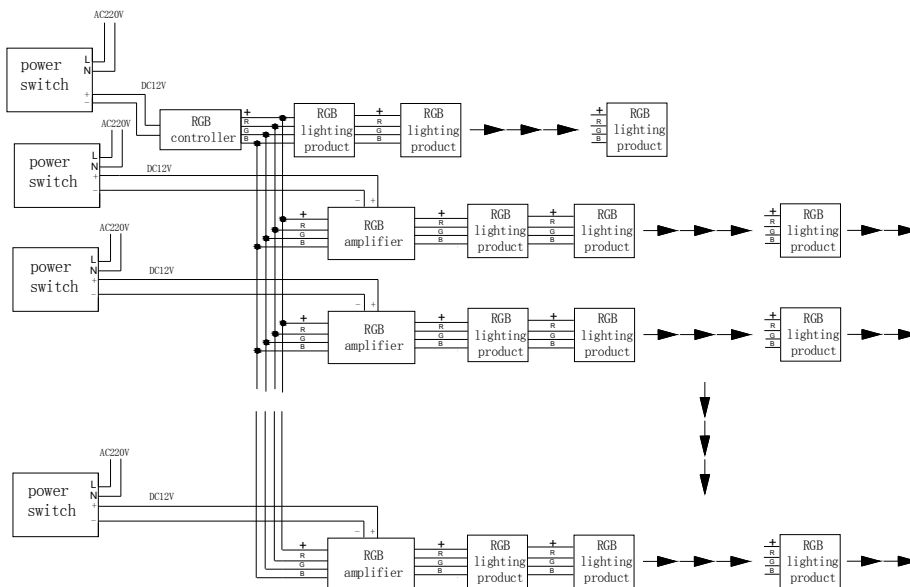 AC220V
power
switch
L
N
+
−
DC12V
RGB
controller
+
R
G
B
RGB
lighting
product
+
R
G
B
RGB
lighting
product
+
R
G
B
RGB
lighting
product
AC220V
power
switch
L
N
+
−
DC12V
− +
+
R
G
B
RGB
amplifier
+
R
G
B
RGB
lighting
product
+
R
G
B
RGB
lighting
product
+
R
G
B
RGB
lighting
product
AC220V
power
switch
L
N
+
−
DC12V
− +
+
R
G
B
RGB
amplifier
+
R
G
B
RGB
lighting
product
+
R
G
B
RGB
lighting
product
+
R
G
B
RGB
lighting
product
AC220V
power
switch
L
N
+
−
DC12V
− +
+
R
G
B
RGB
amplifier
+
R
G
B
RGB
lighting
product
+
R
G
B
RGB
lighting
product
+
R
G
B
RGB
lighting
product